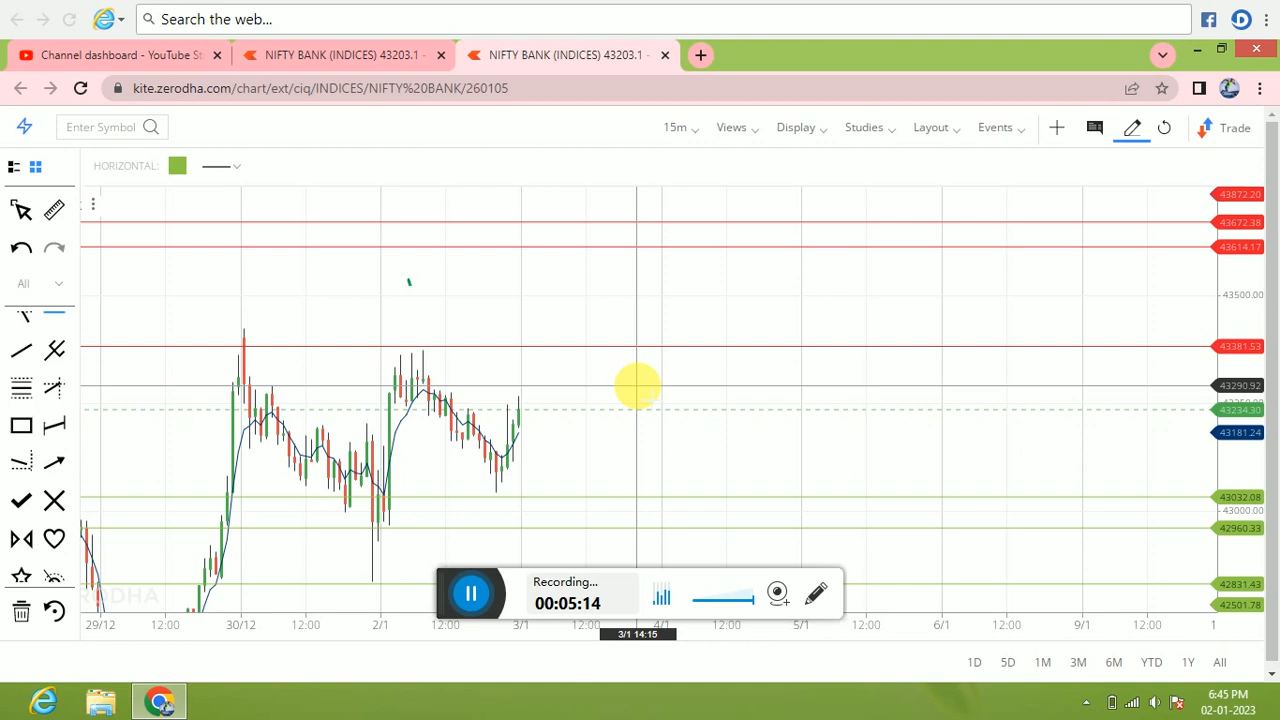 Search the web...
Channel dashboard - YouTube St
NIFTY BANK (INDICES) 43203.1 -
NIFTY BANK (INDICES) 43203.1 -
kite.zerodha.com/chart/ext/ciq/INDICES/NIFTY%20BANK/260105
Enter Symbol
15m
Views
Display
Studies
Layout
Events
Trade
HORIZONTAL:
43872.20
43672.38
43614.17
All
43500.00
43381.53
43290.92
43234.30
43181.24
43032.08
43000.00
42960.33
42831.43
42501.78
Recording...
00:05:14
29/12
12:00
30/12
12:00
2/1
12:00
3/1
12:00
4/1
12:00
5/1
12:00
6/1
12:00
9/1
12:00
1
3/1 14:15
1D
5D
1M
3M
6M
YTD
1Y
All
6:45 PM
02-01-2023